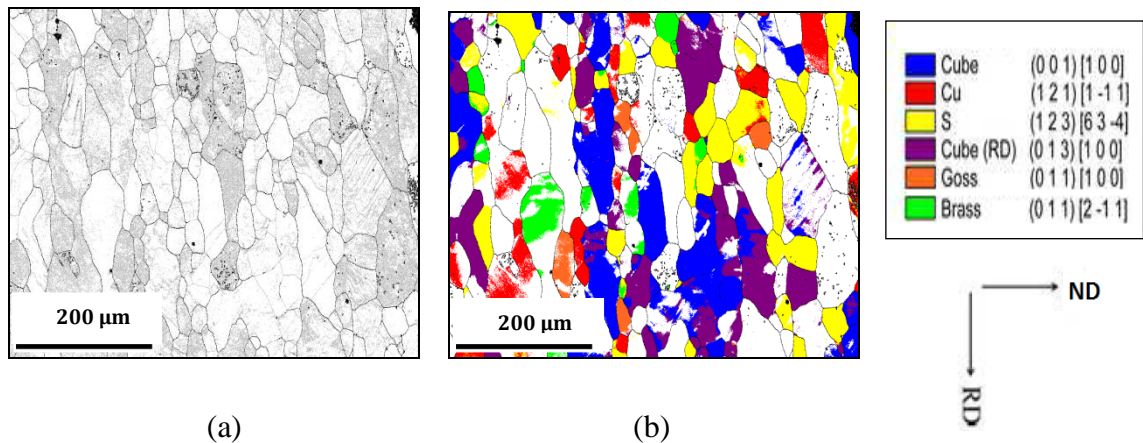 200 µm
200 µm
(a)
(b)
Cube (0 0 1) [1 0 0]
Cu (1 2 1) [1 -1 1]
S (1 2 3) [6 3 -4]
Cube (RD) (0 1 3) [1 0 0]
Goss (0 1 1) [1 0 0]
Brass (0 1 1) [2 -1 1]
ND
RD